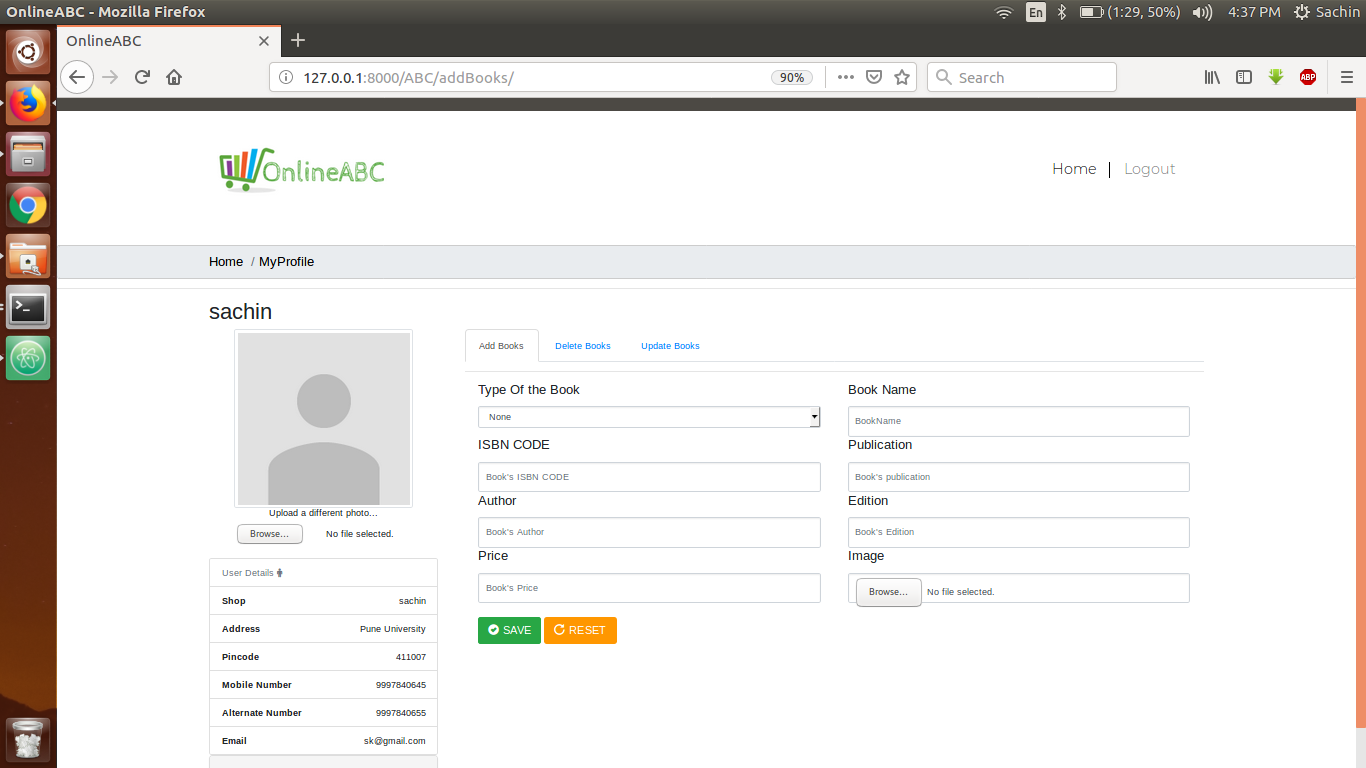 OnlineABC - Mozilla Firefox
En
(1:29, 50%)
4:37 PM
Sachin
OnlineABC
127.0.0.1:8000/ABC/addBooks/
90%
Search
ABP
OnlineABC
Home
Logout
Home / MyProfile
sachin
Upload a different photo...
Browse... No file selected.
User Details
Shop sachin
Address Pune University
Pincode 411007
Mobile Number 9997840645
Alternate Number 9997840655
Email sk@gmail.com
Add Books Delete Books Update Books
Type Of the Book Book Name
None BookName
ISBN CODE Publication
Book's ISBN CODE Book's publication
Author Edition
Book's Author Book's Edition
Price Image
Book's Price Browse... No file selected.
SAVE RESET